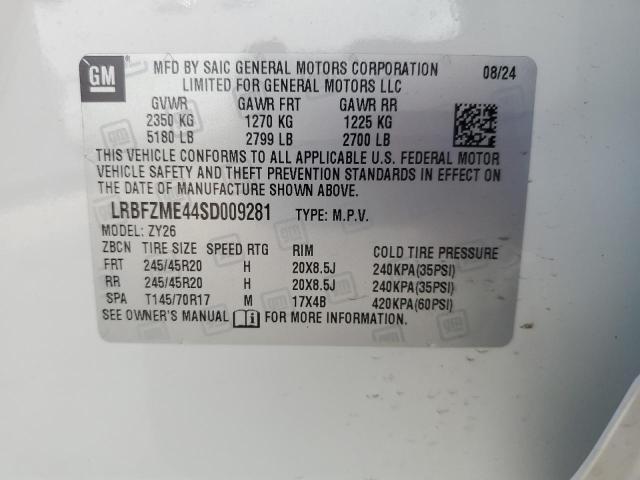 GM
MFD BY SAIC GENERAL MOTORS CORPORATION 08/24
LIMITED FOR GENERAL MOTORS LLC
GVWR GAWR FRT GAWR RR
2350 KG 1270 KG 1225 KG
5180 LB 2799 LB 2700 LB
THIS VEHICLE CONFORMS TO ALL APPLICABLE U.S. FEDERAL MOTOR
VEHICLE SAFETY AND THEFT PREVENTION STANDARDS IN EFFECT ON
THE DATE OF MANUFACTURE SHOWN ABOVE.
LRBFZME44SD009281 TYPE: M.P.V.
MODEL: ZY26
ZBCN TIRE SIZE SPEED RTG RIM COLD TIRE PRESSURE
FRT 245/45R20 H 20X8.5J 240KPA(35PSI)
RR 245/45R20 H 20X8.5J 240KPA(35PSI)
SPA T145/70R17 M 17X4B 420KPA(60PSI)
SEE OWNER'S MANUAL i FOR MORE INFORMATION.